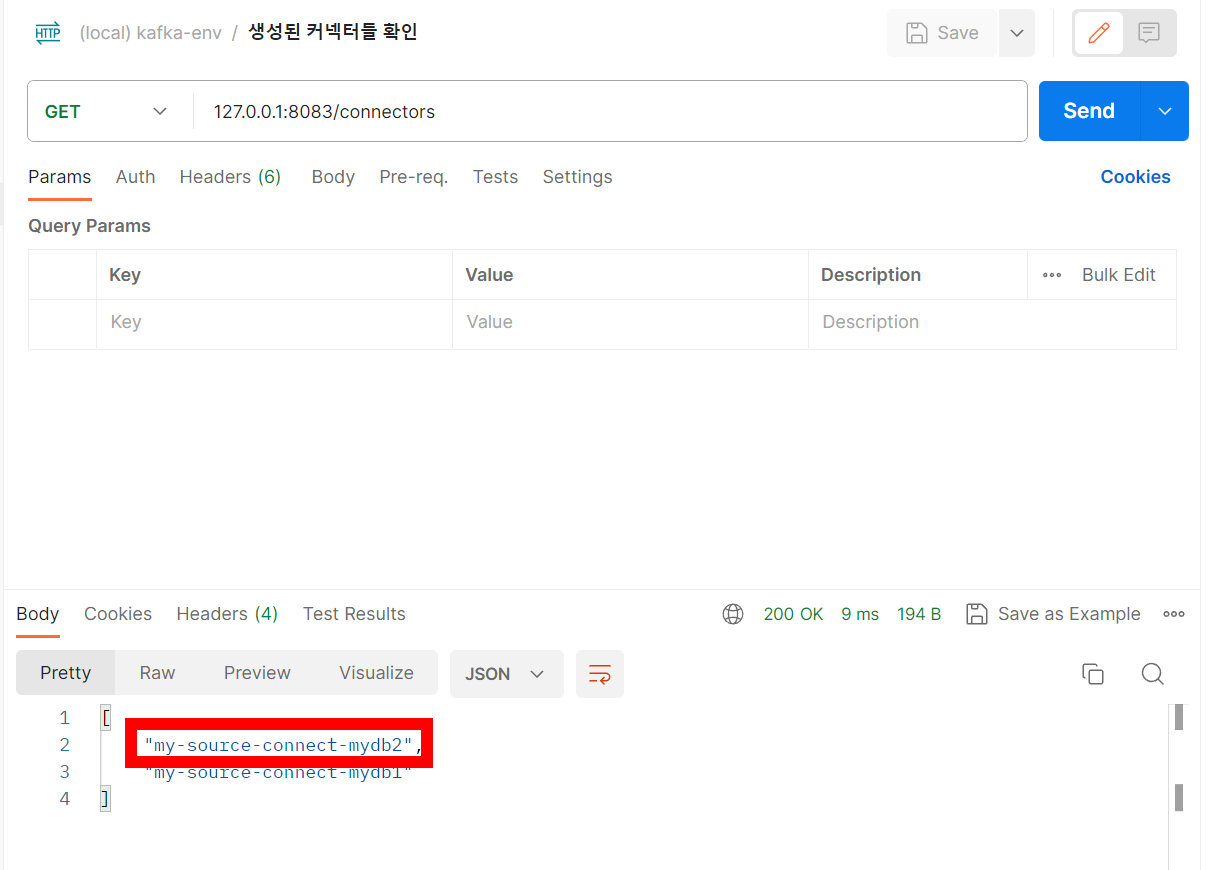 HTTP (local) kafka-env / 생성된 커넥터들 확인 Save
GET 127.0.0.1:8083/connectors Send
Params Auth Headers (6) Body Pre-req. Tests Settings Cookies
Query Params
Key Value Description Bulk Edit
Key Value Description
Body Cookies Headers (4) Test Results 200 OK 9 ms 194 B Save as Example
Pretty Raw Preview Visualize JSON
1 [
2 "my-source-connect-mydb2",
3 "my-source-connect-mydb1"
4 ]